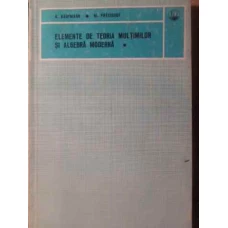 ELEMENTE DE TEORIA MULȚIMILOR
ȘI ALGEBRĂ MODERNĂ